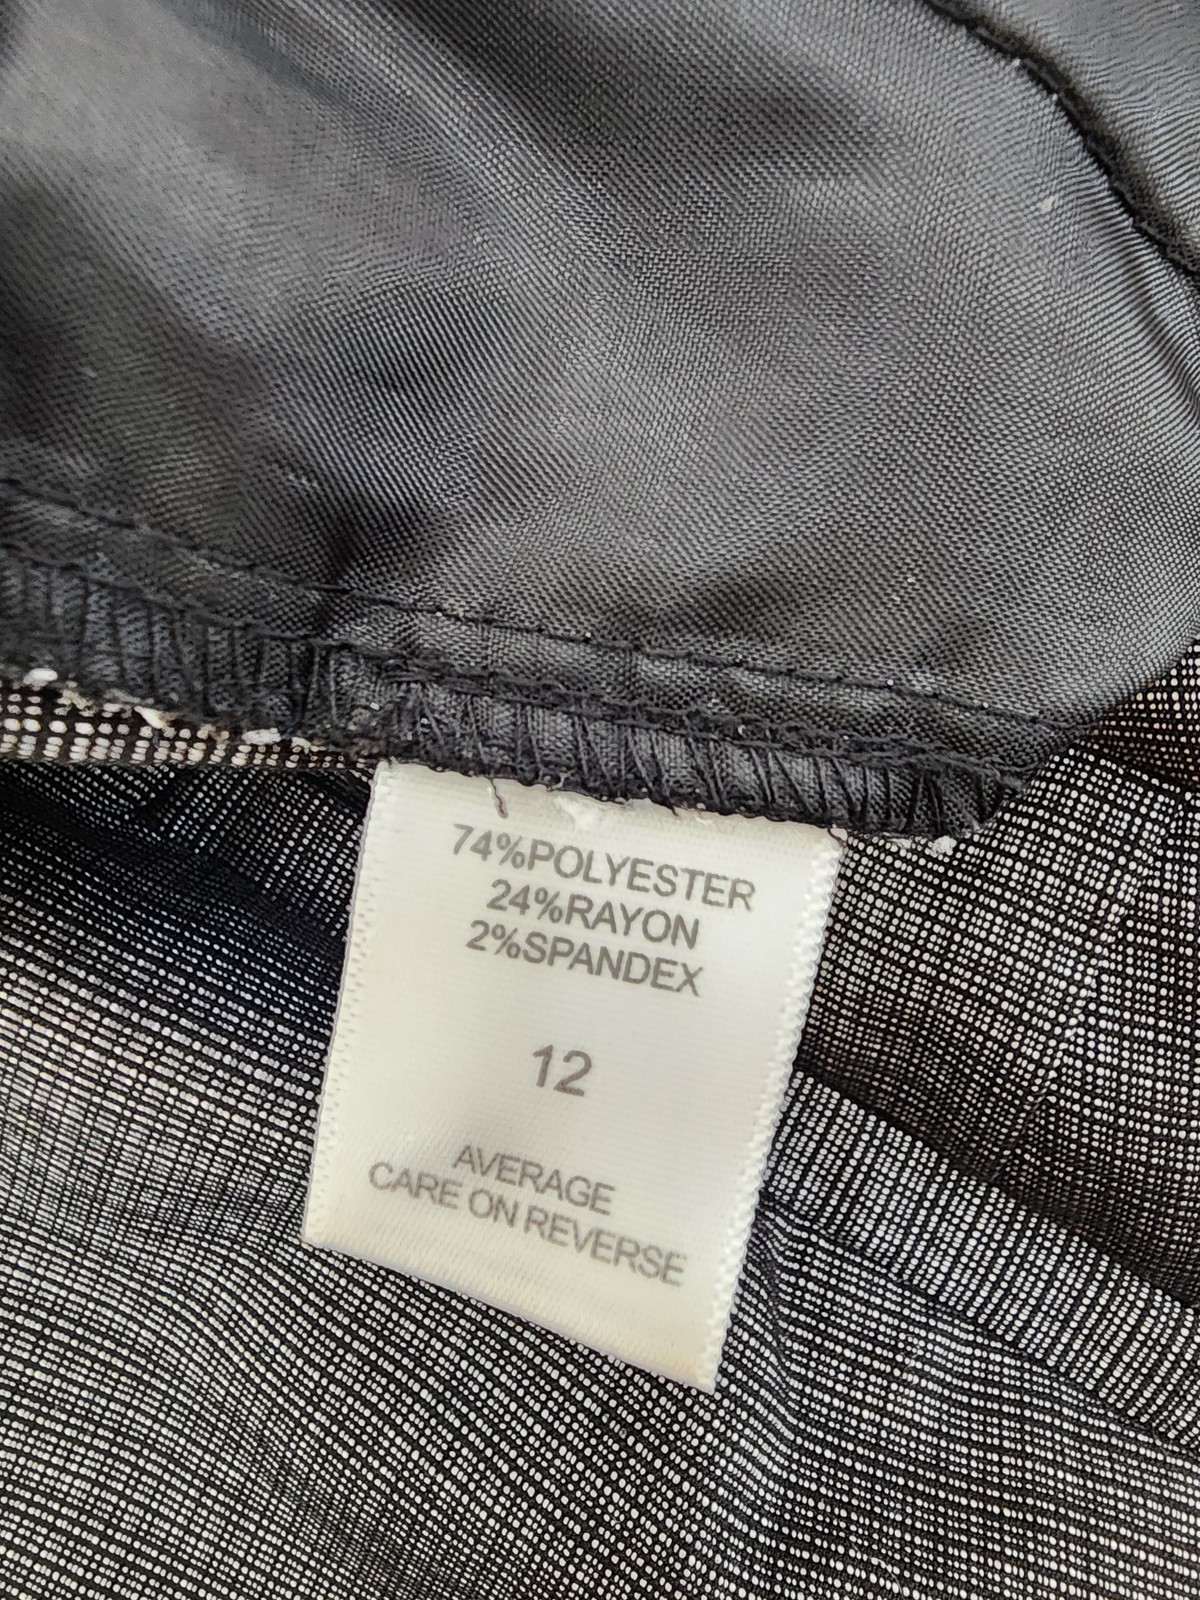 74%POLYESTER
24%RAYON
2%SPANDEX
12
AVERAGE
CARE ON REVERSE